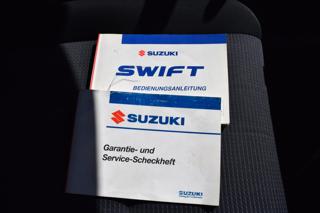 SUZUKI
SWIFT
BEDIENUNGSANLEITUNG
SUZUKI
Garantie- und
Service-Scheckheft
SUZUKI